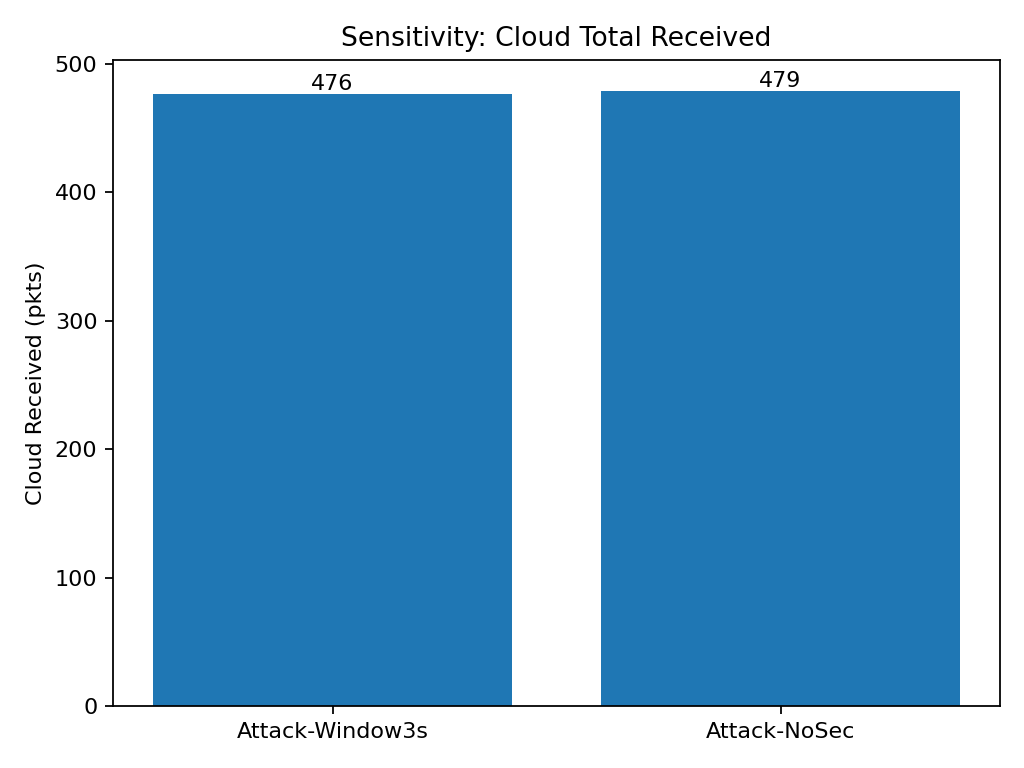 Sensitivity: Cloud Total Received
500
400
300
200
100
0
Cloud Received (pkts)
476
479
Attack-Window3s
Attack-NoSec